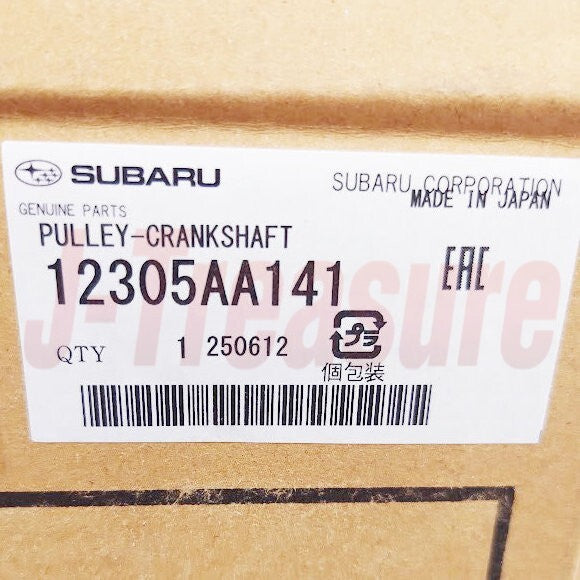 SUBARU
SUBARU CORPORATION
MADE IN JAPAN
GENUINE PARTS
PULLEY-CRANKSHAFT
12305AA141
EAC
J-Treasure
QTY 1 250612
プラ
個包装